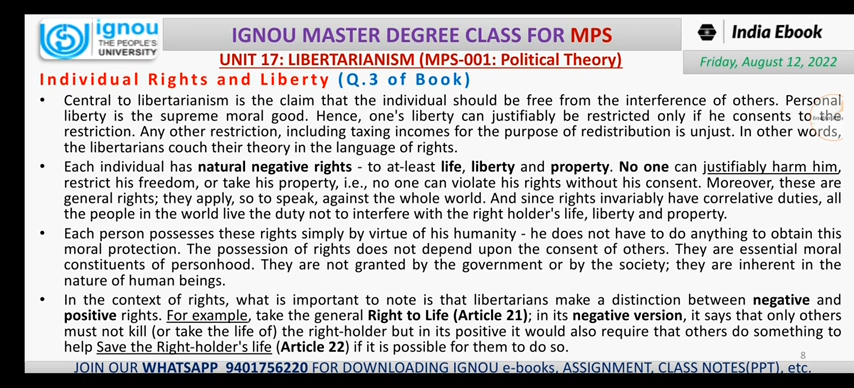 ignou
THE PEOPLE'S
UNIVERSITY
IGNOU MASTER DEGREE CLASS FOR MPS
India Ebook
UNIT 17: LIBERTARIANISM (MPS-001: Political Theory)
Friday, August 12, 2022
Individual Rights and Liberty (Q.3 of Book)
• Central to libertarianism is the claim that the individual should be free from the interference of others. Personal
liberty is the supreme moral good. Hence, one's liberty can justifiably be restricted only if he consents to the
restriction. Any other restriction, including taxing incomes for the purpose of redistribution is unjust. In other words,
the libertarians couch their theory in the language of rights.
• Each individual has natural negative rights - to at-least life, liberty and property. No one can justifiably harm him,
restrict his freedom, or take his property, i.e., no one can violate his rights without his consent. Moreover, these are
general rights; they apply, so to speak, against the whole world. And since rights invariably have correlative duties, all
the people in the world live the duty not to interfere with the right holder's life, liberty and property.
• Each person possesses these rights simply by virtue of his humanity - he does not have to do anything to obtain this
moral protection. The possession of rights does not depend upon the consent of others. They are essential moral
constituents of personhood. They are not granted by the government or by the society; they are inherent in the
nature of human beings.
• In the context of rights, what is important to note is that libertarians make a distinction between negative and
positive rights. For example, take the general Right to Life (Article 21); in its negative version, it says that only others
must not kill (or take the life of) the right-holder but in its positive it would also require that others do something to
help Save the Right-holder's life (Article 22) if it is possible for them to do so.
8
JOIN OUR WHATSAPP 9401756220 FOR DOWNLOADING IGNOU e-books, ASSIGNMENT, CLASS NOTES(PPT), etc.